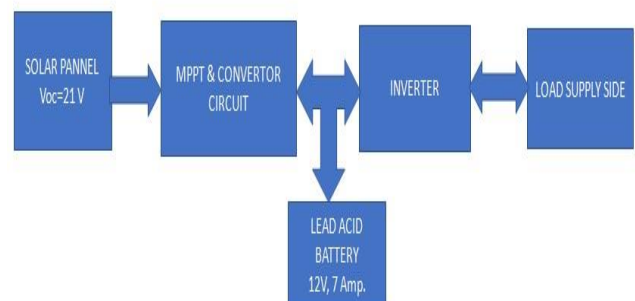 SOLAR PANNEL
Voc=21 V
MPPT & CONVERTOR
CIRCUIT
INVERTER
LOAD SUPPLY SIDE
LEAD ACID
BATTERY
12V, 7 Amp.